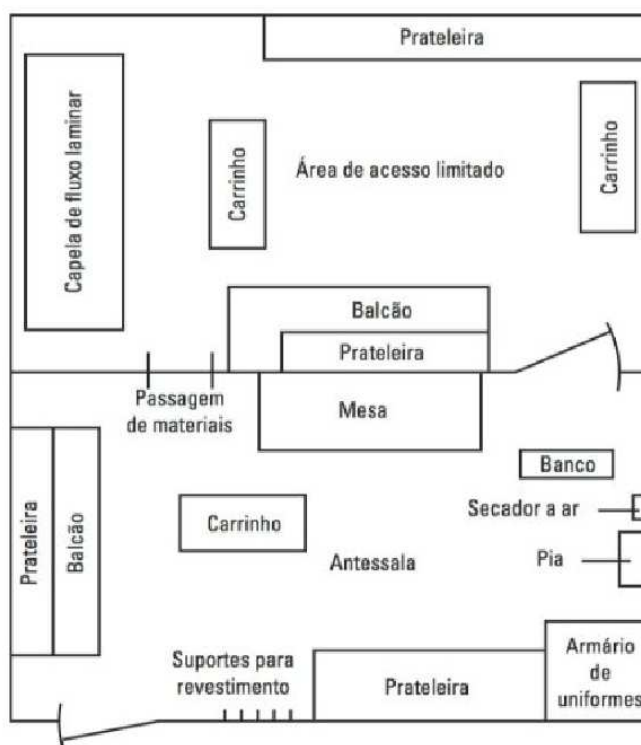 Prateleira
Capela de fluxo laminar
Carrinho
Área de acesso limitado
Carrinho
Balcão
Prateleira
Passagem
de materiais
Mesa
Banco
Prateleira
Balcão
Carrinho
Secador a ar
Antessala
Pia
Suportes para
revestimento
Prateleira
Armário
de
uniformes